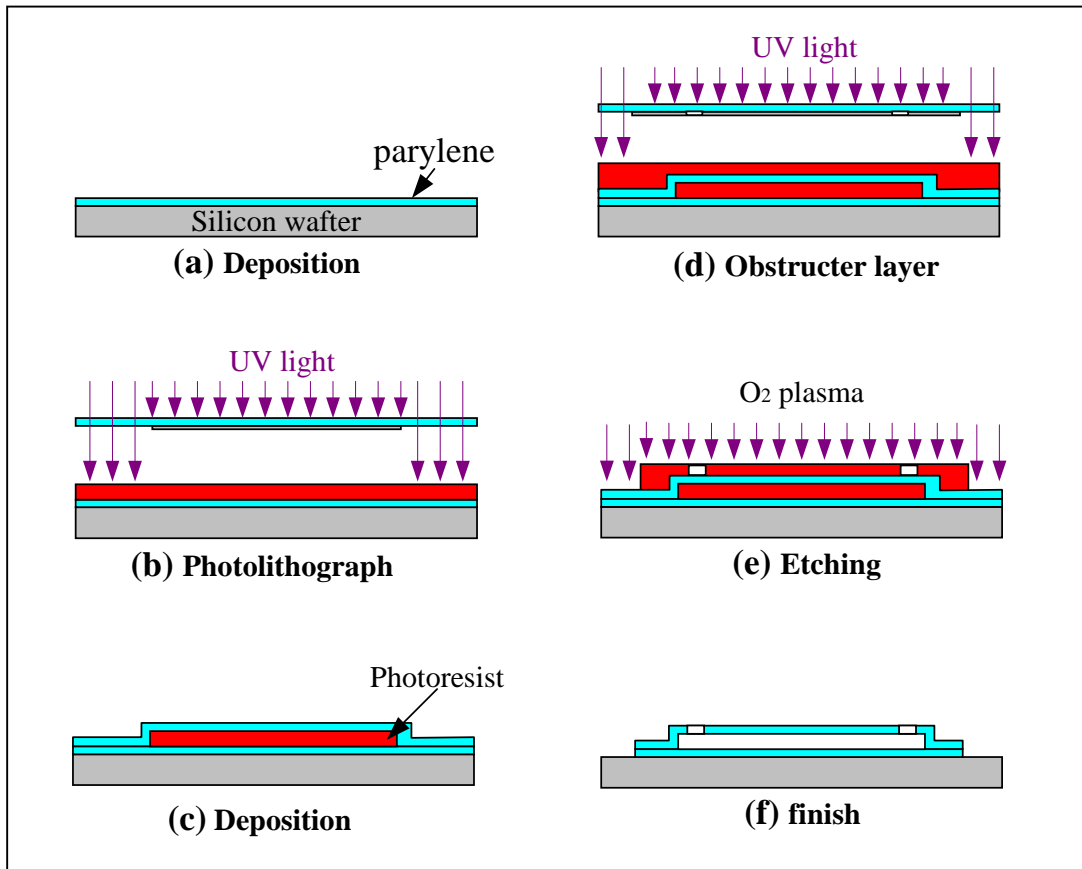 parylene
Silicon wafter
(a) Deposition
UV light
(b) Photolithograph
Photoresist
(c) Deposition
UV light
(d) Obstructer layer
O2 plasma
(e) Etching
(f) finish